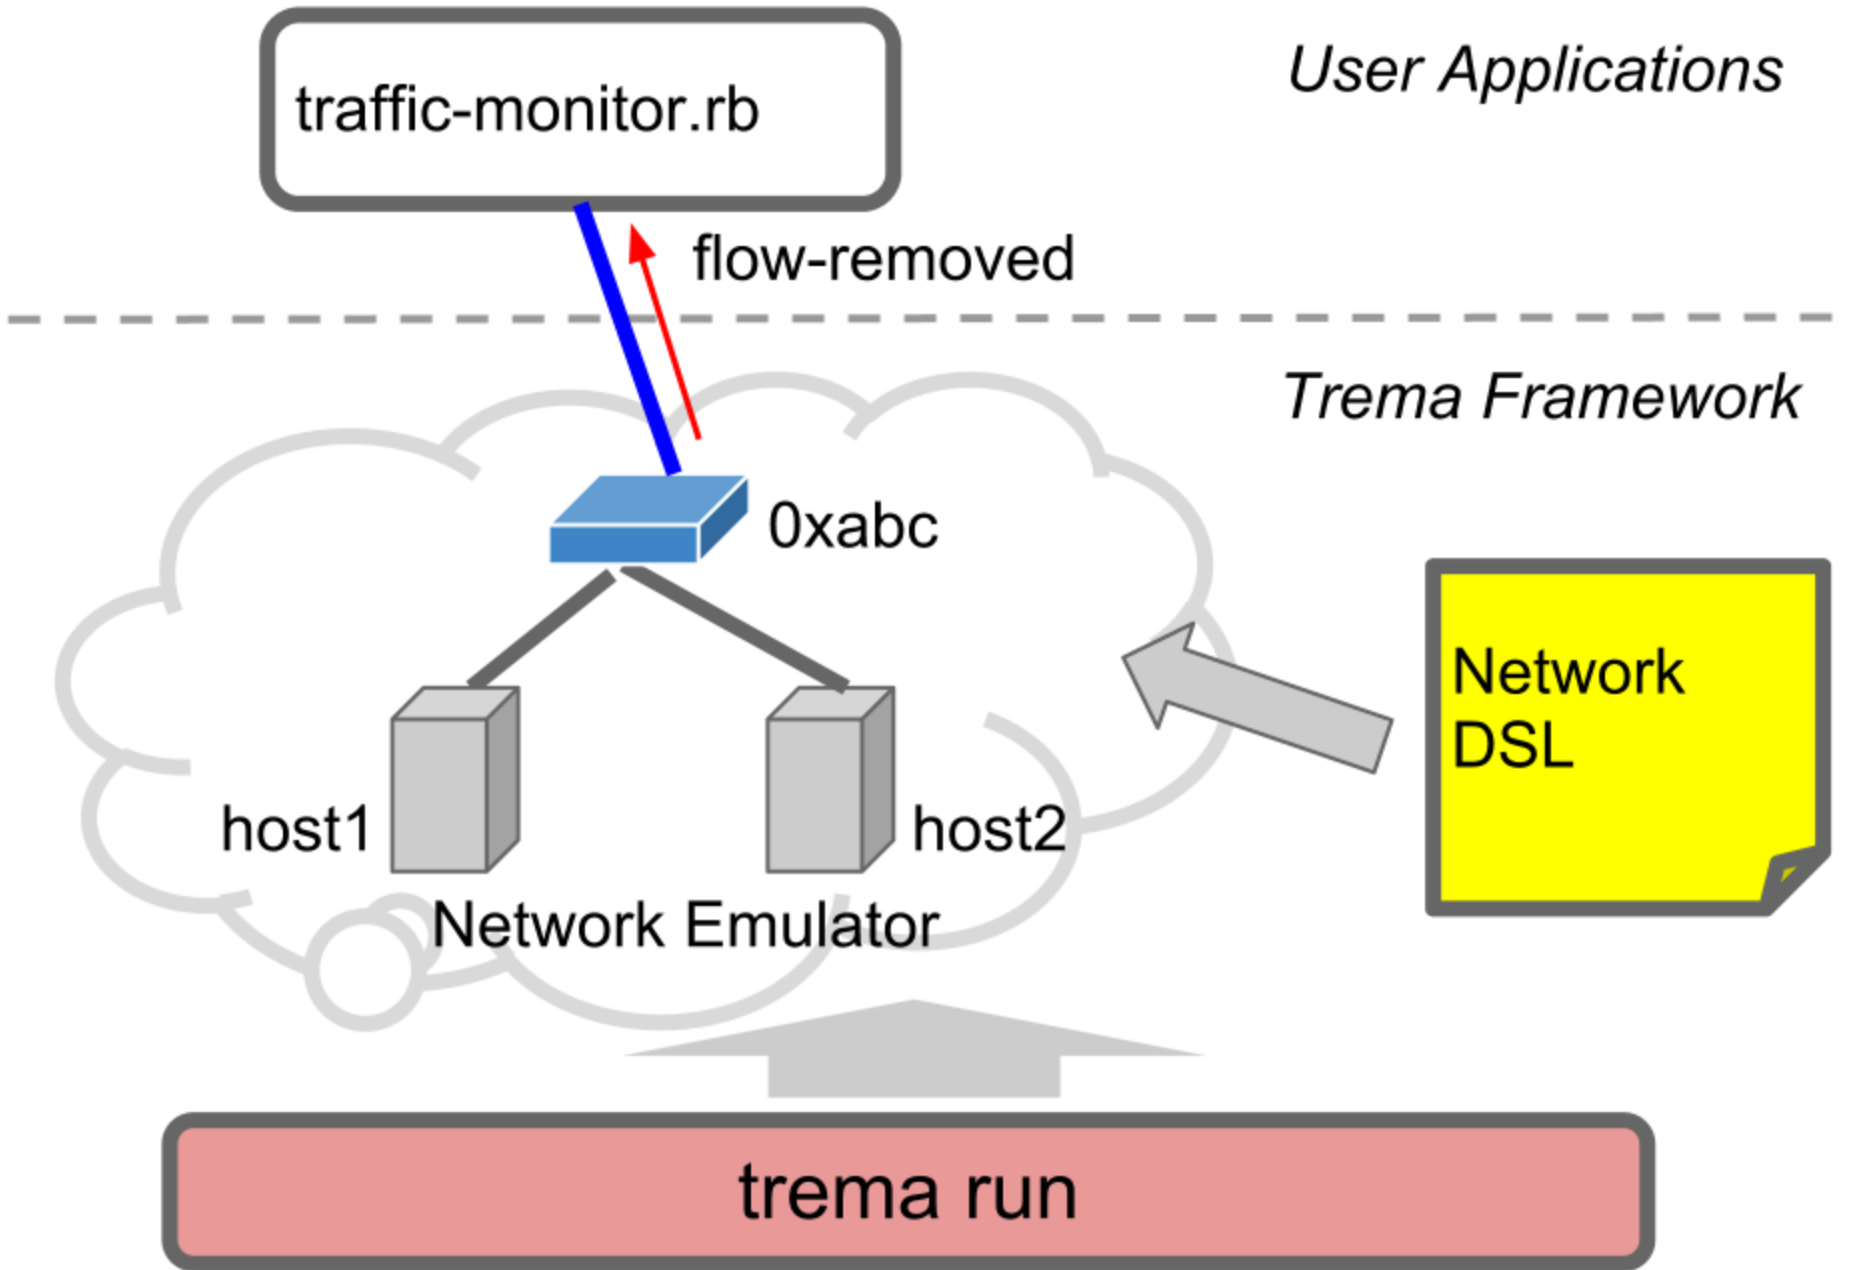 traffic-monitor.rb
User Applications
flow-removed
Trema Framework
0xabc
Network
DSL
host1
host2
Network Emulator
trema run